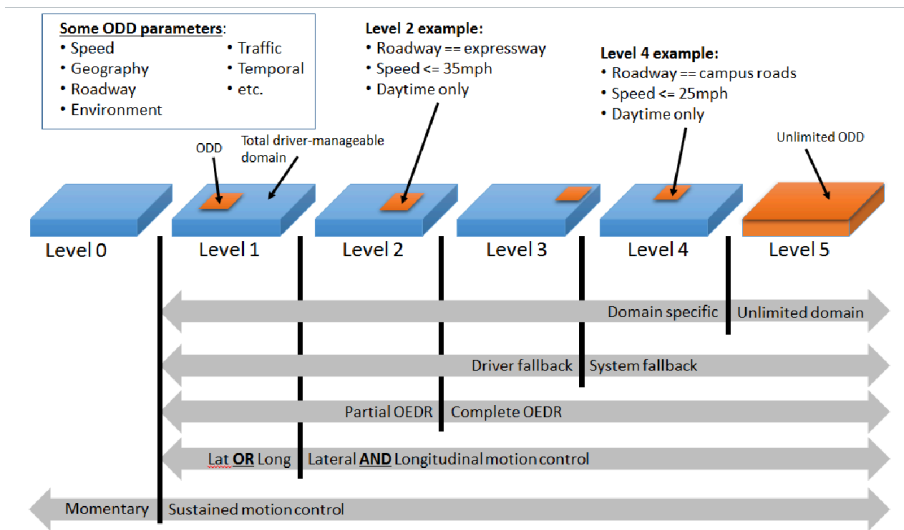 Some ODD parameters:
• Speed
• Geography
• Roadway
• Environment
• Traffic
• Temporal
• etc.
Level 2 example:
• Roadway == expressway
• Speed <= 35mph
• Daytime only
Level 4 example:
• Roadway == campus roads
• Speed <= 25mph
• Daytime only
ODD
Total driver-manageable
domain
Unlimited ODD
Level 0
Level 1
Level 2
Level 3
Level 4
Level 5
Domain specific
Unlimited domain
Driver fallback
System fallback
Partial OEDR
Complete OEDR
Lat OR Long
Lateral AND Longitudinal motion control
Momentary
Sustained motion control